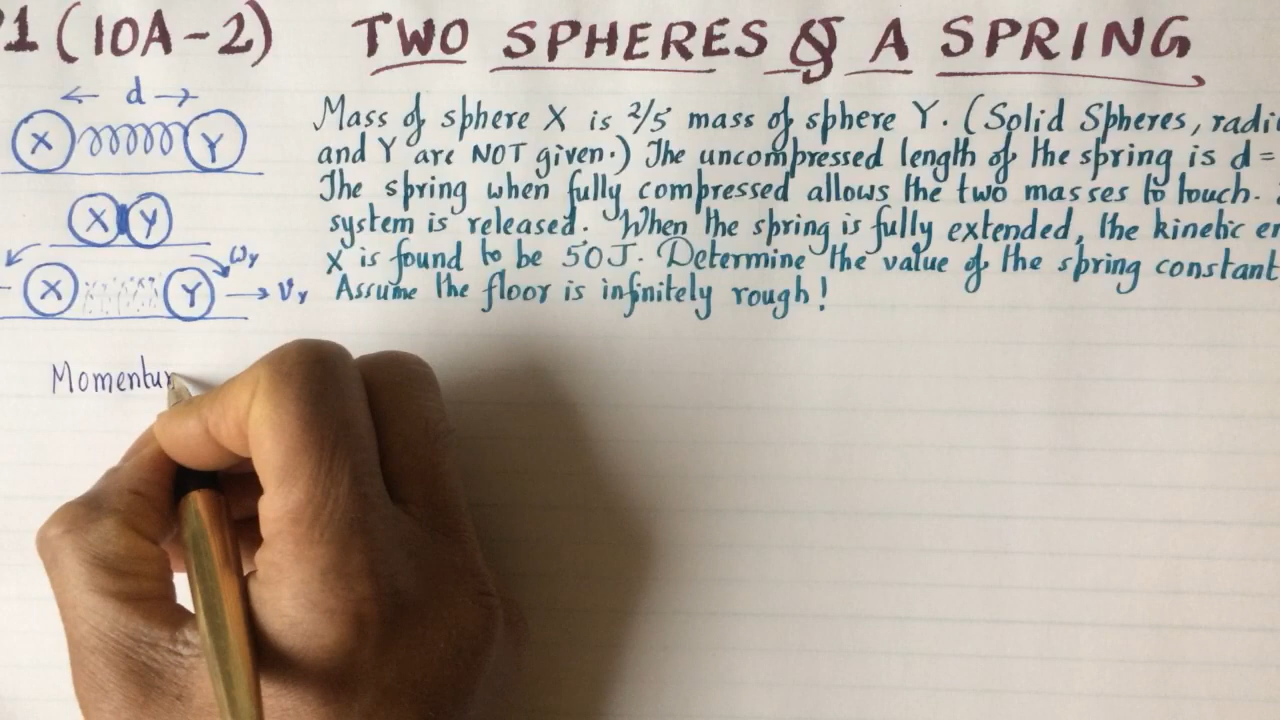 1 (10A-2) TWO SPHERES & A SPRING
← d →
X Y
X Y
X Y ωy → Vy
Mass of sphere X is 2/5 mass of sphere Y. (Solid Spheres, radii
and Y are NOT given.) The uncompressed length of the spring is d =
The spring when fully compressed allows the two masses to touch.
system is released. When the spring is fully extended, the kinetic en
X is found to be 50J. Determine the value of the spring constant
Assume the floor is infinitely rough!
Momentu